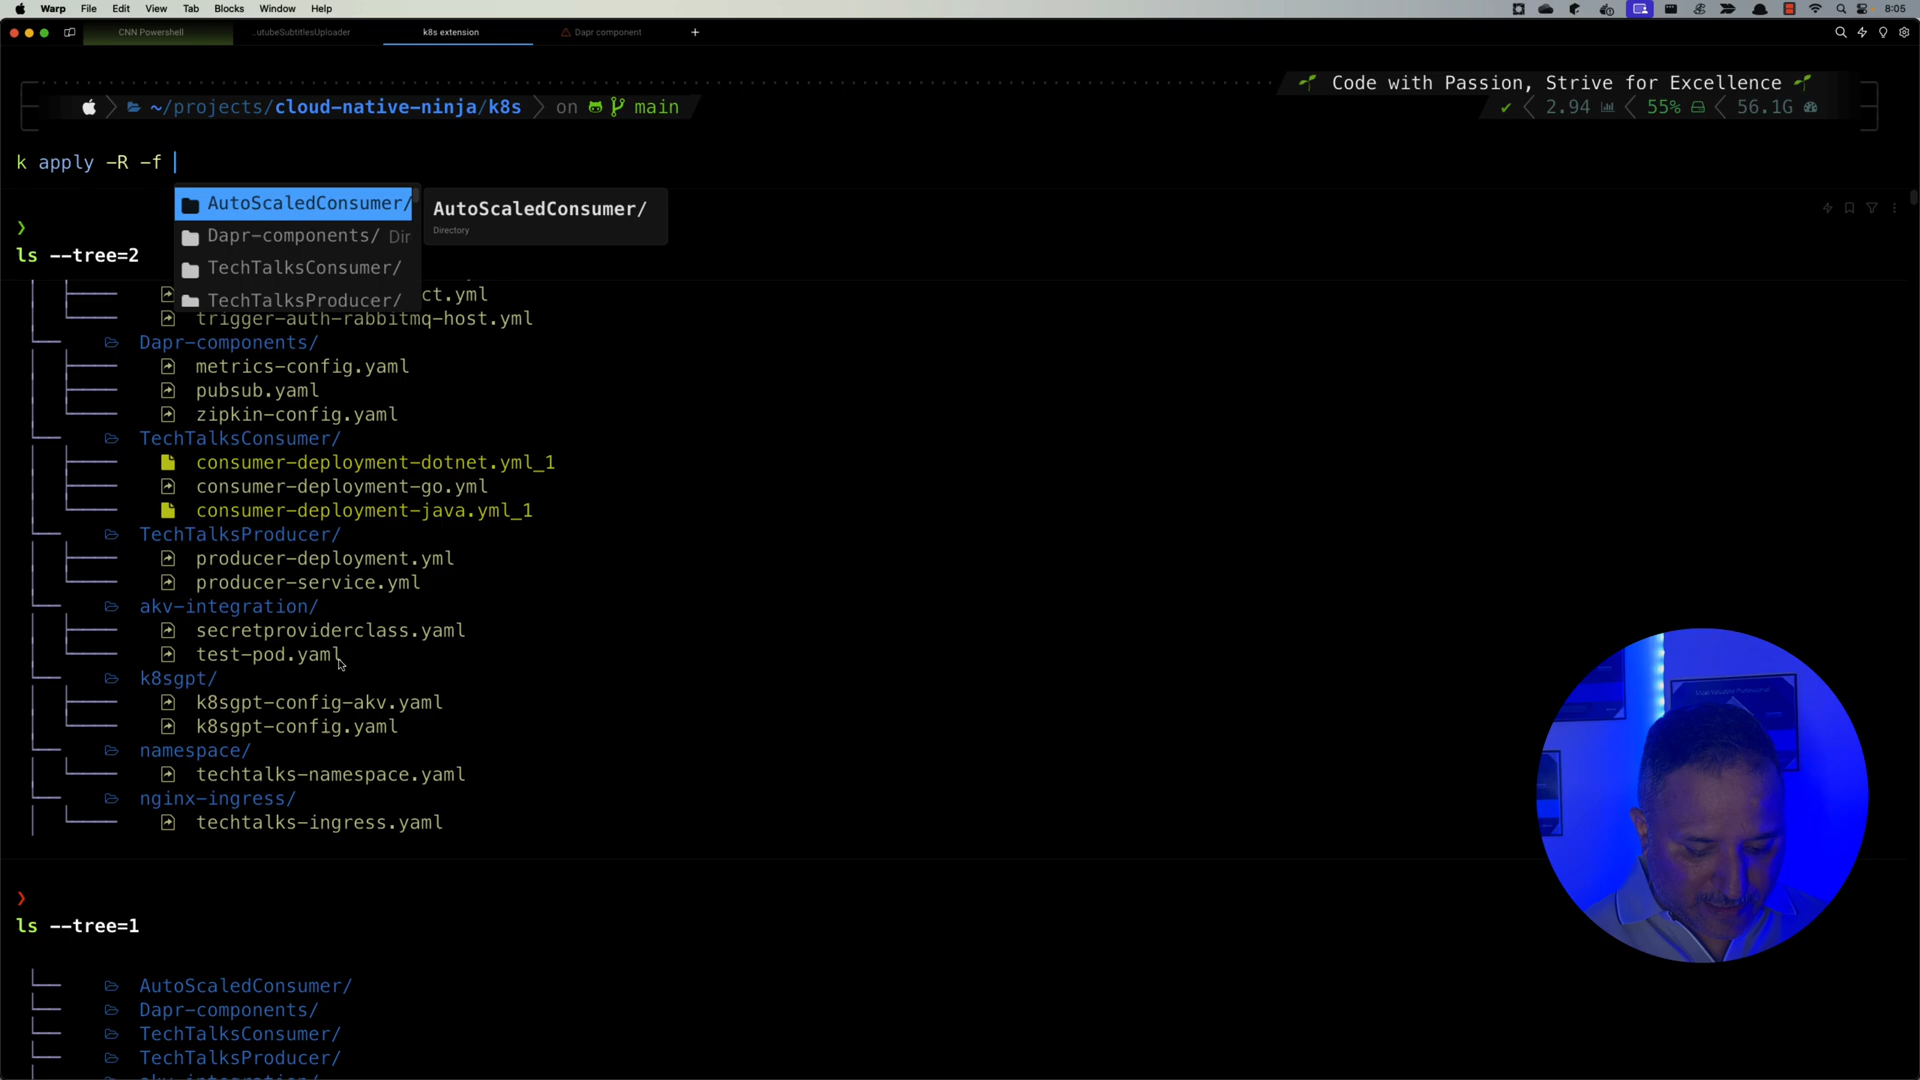 Warp File Edit View Tab Blocks Window Help 8:05
CNN Powershell ..utubeSubtitlesUploader k8s extension Dapr component +
Code with Passion, Strive for Excellence
~/projects/cloud-native-ninja/k8s on main
✔ 2.94 55% 56.1G
k apply -R -f
AutoScaledConsumer/
Dapr-components/ Dir
TechTalksConsumer/
TechTalksProducer/
AutoScaledConsumer/
Directory
❯
ls --tree=2
ct.yml
trigger-auth-rabbitmq-host.yml
Dapr-components/
metrics-config.yaml
pubsub.yaml
zipkin-config.yaml
TechTalksConsumer/
consumer-deployment-dotnet.yml_1
consumer-deployment-go.yml
consumer-deployment-java.yml_1
TechTalksProducer/
producer-deployment.yml
producer-service.yml
akv-integration/
secretproviderclass.yaml
test-pod.yaml
k8sgpt/
k8sgpt-config-akv.yaml
k8sgpt-config.yaml
namespace/
techtalks-namespace.yaml
nginx-ingress/
techtalks-ingress.yaml
❯
ls --tree=1
AutoScaledConsumer/
Dapr-components/
TechTalksConsumer/
TechTalksProducer/
akv-integration/